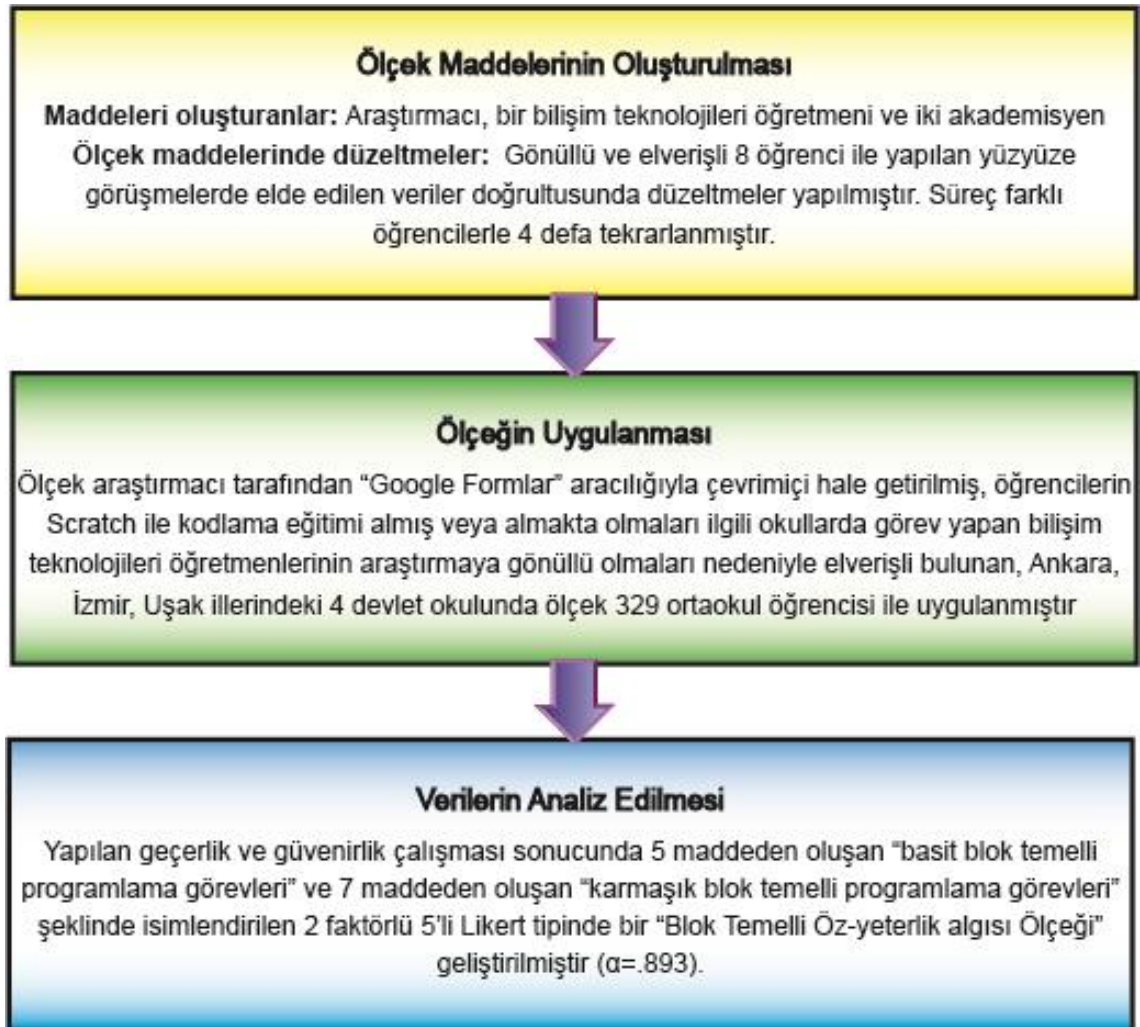 Ölçek Maddelerinin Oluşturulması
Maddeleri oluşturanlar: Araştırmacı, bir bilişim teknolojileri öğretmeni ve iki akademisyen
Ölçek maddelerinde düzeltmeler: Gönüllü ve elverişli 8 öğrenci ile yapılan yüzyüze
görüşmelerde elde edilen veriler doğrultusunda düzeltmeler yapılmıştır. Süreç farklı
öğrencilerle 4 defa tekrarlanmıştır.
Ölçeğin Uygulanması
Ölçek araştırmacı tarafından “Google Formlar” aracılığıyla çevrimiçi hale getirilmiş, öğrencilerin
Scratch ile kodlama eğitimi almış veya almakta olmaları ilgili okullarda görev yapan bilişim
teknolojileri öğretmenlerinin araştırmaya gönüllü olmaları nedeniyle elverişli bulunan, Ankara,
İzmir, Uşak illerindeki 4 devlet okulunda ölçek 329 ortaokul öğrencisi ile uygulanmıştır
Verilerin Analiz Edilmesi
Yapılan geçerlik ve güvenirlik çalışması sonucunda 5 maddeden oluşan “basit blok temelli
programlama görevleri” ve 7 maddeden oluşan “karmaşık blok temelli programlama görevleri”
şeklinde isimlendirilen 2 faktörlü 5'li Likert tipinde bir “Blok Temelli Öz-yeterlik algısı Ölçeği”
geliştirilmiştir (α=.893).